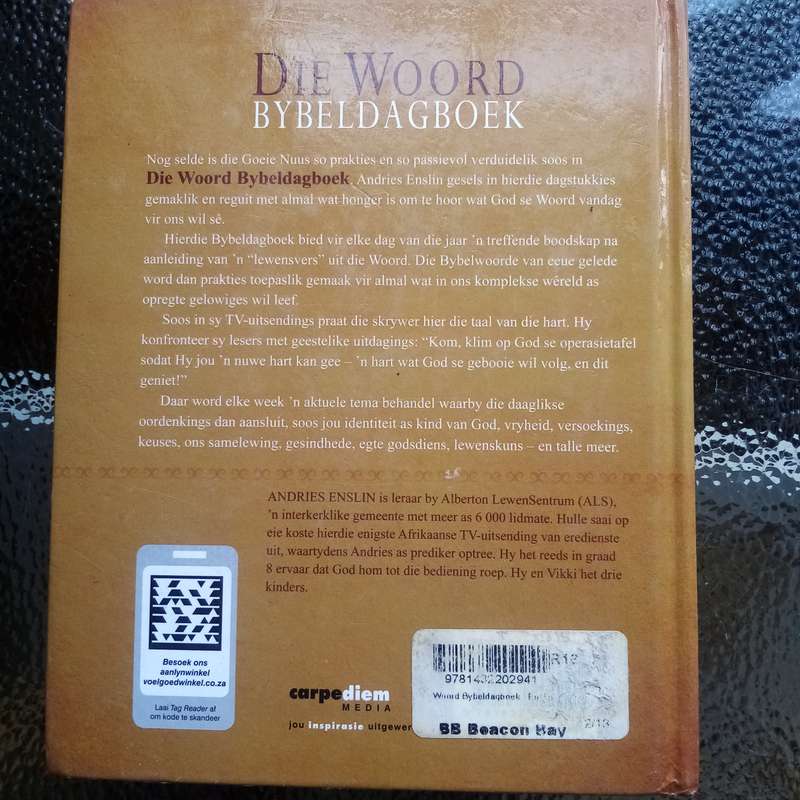 DIE WOORD
BYBELDAGBOEK
Nog selde is die Goeie Nuus so prakties en so passievol verduidelik soos in
Die Woord Bybeldagboek. Andries Enslin gesels in hierdie dagstukkies
gemaklik en reguit met almal wat honger is om te hoor wat God se Woord vandag
vir ons wil sê.
Hierdie Bybeldagboek bied vir elke dag van die jaar 'n treffende boodskap na
aanleiding van 'n "lewensvers" uit die Woord. Die Bybelwoorde van eeue gelede
word dan prakties toepaslik gemaak vir almal wat in ons komplekse wêreld as
opregte gelowiges wil leef.
Soos in sy TV-uitsendings praat die skrywer hier die taal van die hart. Hy
konfronteer sy lesers met geestelike uitdagings: "Kom, klim op God se operasietafel
sodat Hy jou 'n nuwe hart kan gee – 'n hart wat God se gebooie wil volg, en dit
geniet!"
Daar word elke week 'n aktuele tema behandel waarby die daaglikse
oordenkings dan aansluit, soos jou identiteit as kind van God, vryheid, versoekings,
keuses, ons samelewing, gesindhede, egte godsdiens, lewenskuns – en talle meer.
ANDRIES ENSLIN is leraar by Alberton LewenSentrum (ALS),
'n interkerklike gemeente met meer as 6 000 lidmate. Hulle saai op
eie koste hierdie enigste Afrikaanse TV-uitsending van eredienste
uit, waartydens Andries as prediker optree. Hy het reeds in graad
8 ervaar dat God hom tot die bediening roep. Hy en Vikki het drie
kinders.
Besoek ons
aanlynwinkel
voelgoedwinkel.co.za
Laai Tag Reader af
om kode te skandeer
carpediem
MEDIA
jou inspirasie uitgewer
9781432202941
Woord Bybeldagboek
2/13
BB Beacon Bay